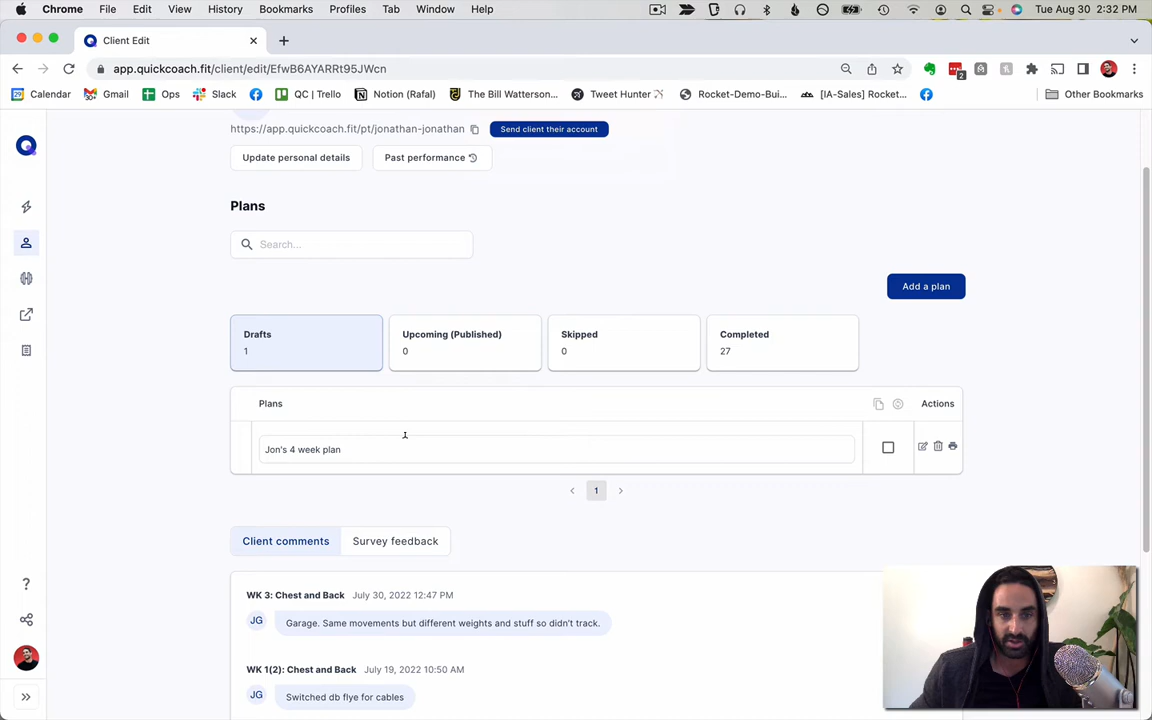 Chrome File Edit View History Bookmarks Profiles Tab Window Help Tue Aug 30 2:32 PM
Client Edit
app.quickcoach.fit/client/edit/EfwB6AYARRt95JWcn 2
Calendar Gmail Ops Slack QC | Trello Notion (Rafal) The Bill Watterson... Tweet Hunter Rocket-Demo-Bui... [IA-Sales] Rocket... Other Bookmarks
https://app.quickcoach.fit/pt/jonathan-jonathan Send client their account
Update personal details Past performance
Plans
Search...
Add a plan
Drafts Upcoming (Published) Skipped Completed
1 0 0 27
Plans Actions
Jon's 4 week plan
1
Client comments Survey feedback
WK 3: Chest and Back July 30, 2022 12:47 PM
JG Garage. Same movements but different weights and stuff so didn't track.
WK 1(2): Chest and Back July 19, 2022 10:50 AM
JG Switched db flye for cables